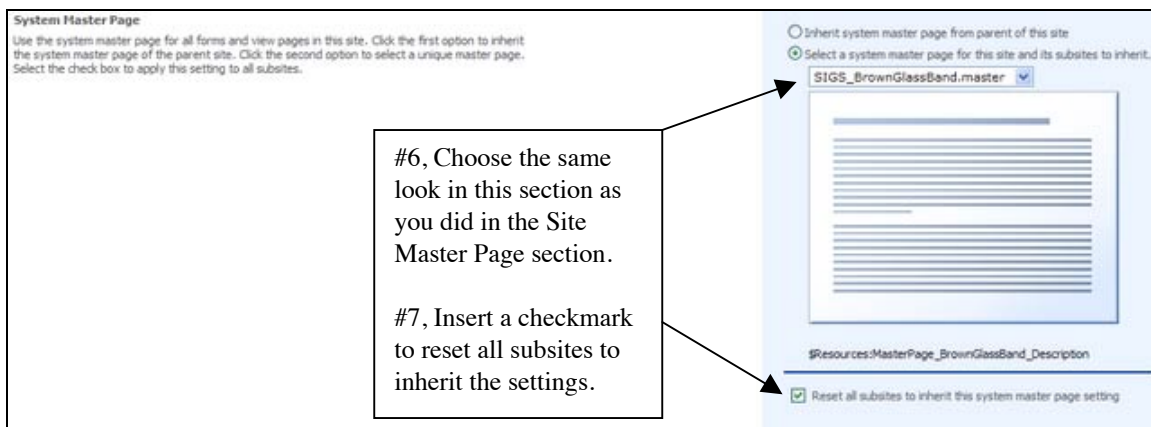 System Master Page
Use the system master page for all forms and view pages in this site. Click the first option to inherit
the system master page of the parent site. Click the second option to select a unique master page.
Select the check box to apply this setting to all subsites.
#6, Choose the same
look in this section as
you did in the Site
Master Page section.
#7, Insert a checkmark
to reset all subsites to
inherit the settings.
Inherit system master page from parent of this site
Select a system master page for this site and its subsites to inherit.
SIGS_BrownGlassBand.master
$Resources:MasterPage_BrownGlassBand_Description
Reset all subsites to inherit this system master page setting